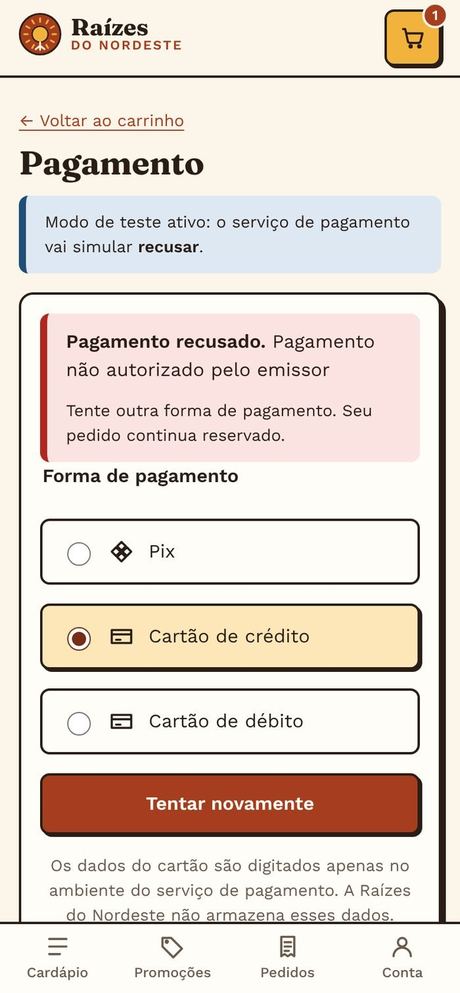 Raízes
DO NORDESTE
1
← Voltar ao carrinho
Pagamento
Modo de teste ativo: o serviço de pagamento
vai simular recusar.
Pagamento recusado. Pagamento
não autorizado pelo emissor
Tente outra forma de pagamento. Seu
pedido continua reservado.
Forma de pagamento
Pix
Cartão de crédito
Cartão de débito
Tentar novamente
Os dados do cartão são digitados apenas no
ambiente do serviço de pagamento. A Raízes
do Nordeste não armazena esses dados.
Cardápio
Promoções
Pedidos
Conta